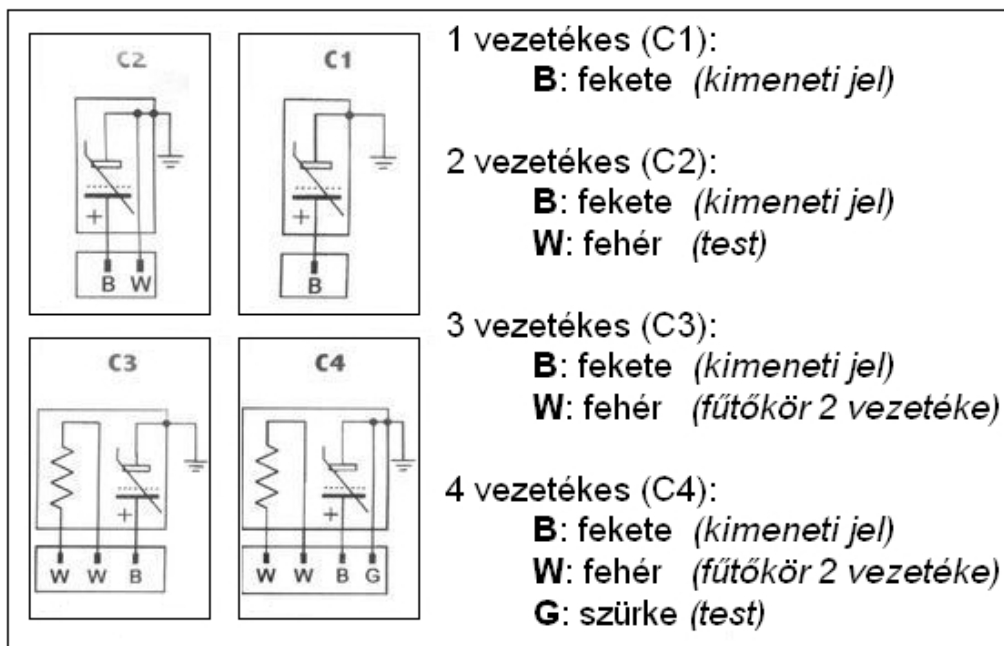 C2
C1
+
+
B W
B
C3
C4
+
+
W W B
W W B G
1 vezetékes (C1):
B: fekete (kimeneti jel)
2 vezetékes (C2):
B: fekete (kimeneti jel)
W: fehér (test)
3 vezetékes (C3):
B: fekete (kimeneti jel)
W: fehér (fűtőkör 2 vezetéke)
4 vezetékes (C4):
B: fekete (kimeneti jel)
W: fehér (fűtőkör 2 vezetéke)
G: szürke (test)